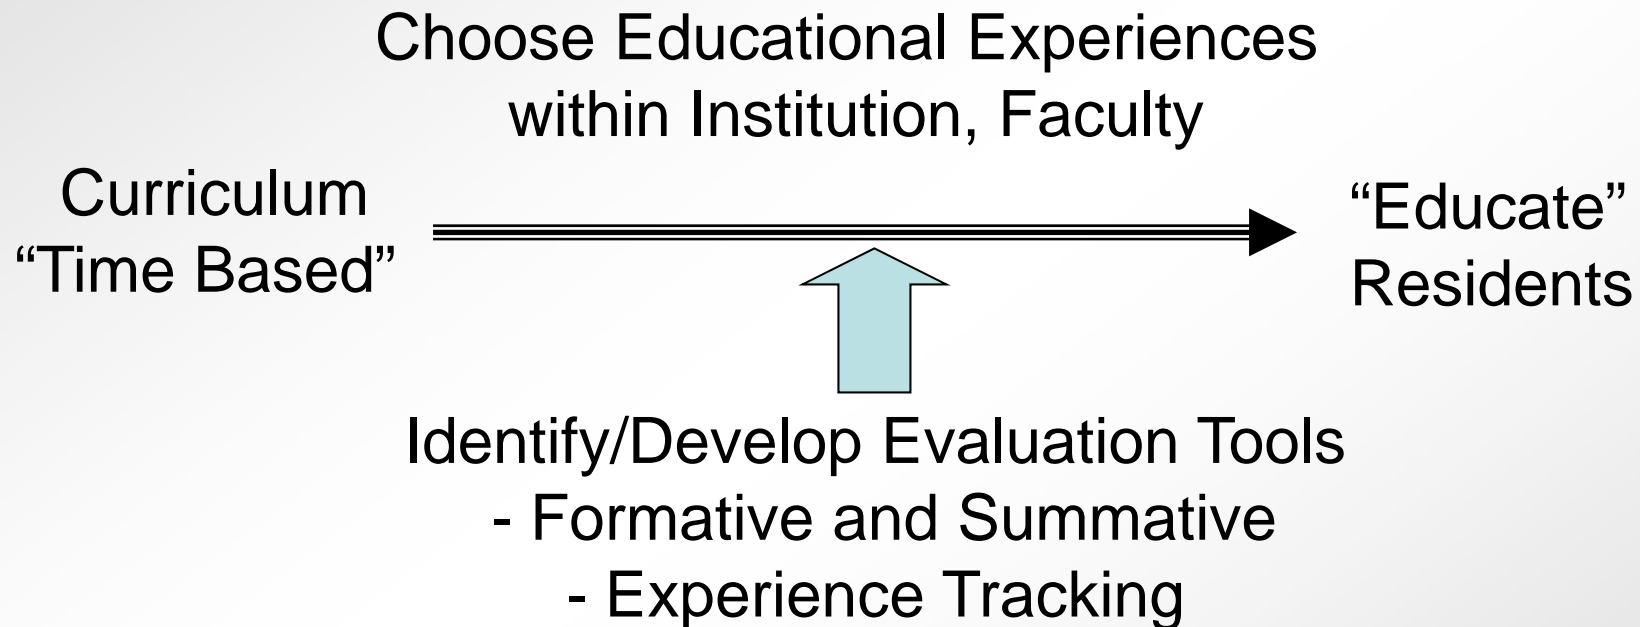 Choose Educational Experiences
within Institution, Faculty
Curriculum
“Time Based”
“Educate”
Residents
Identify/Develop Evaluation Tools
- Formative and Summative
- Experience Tracking